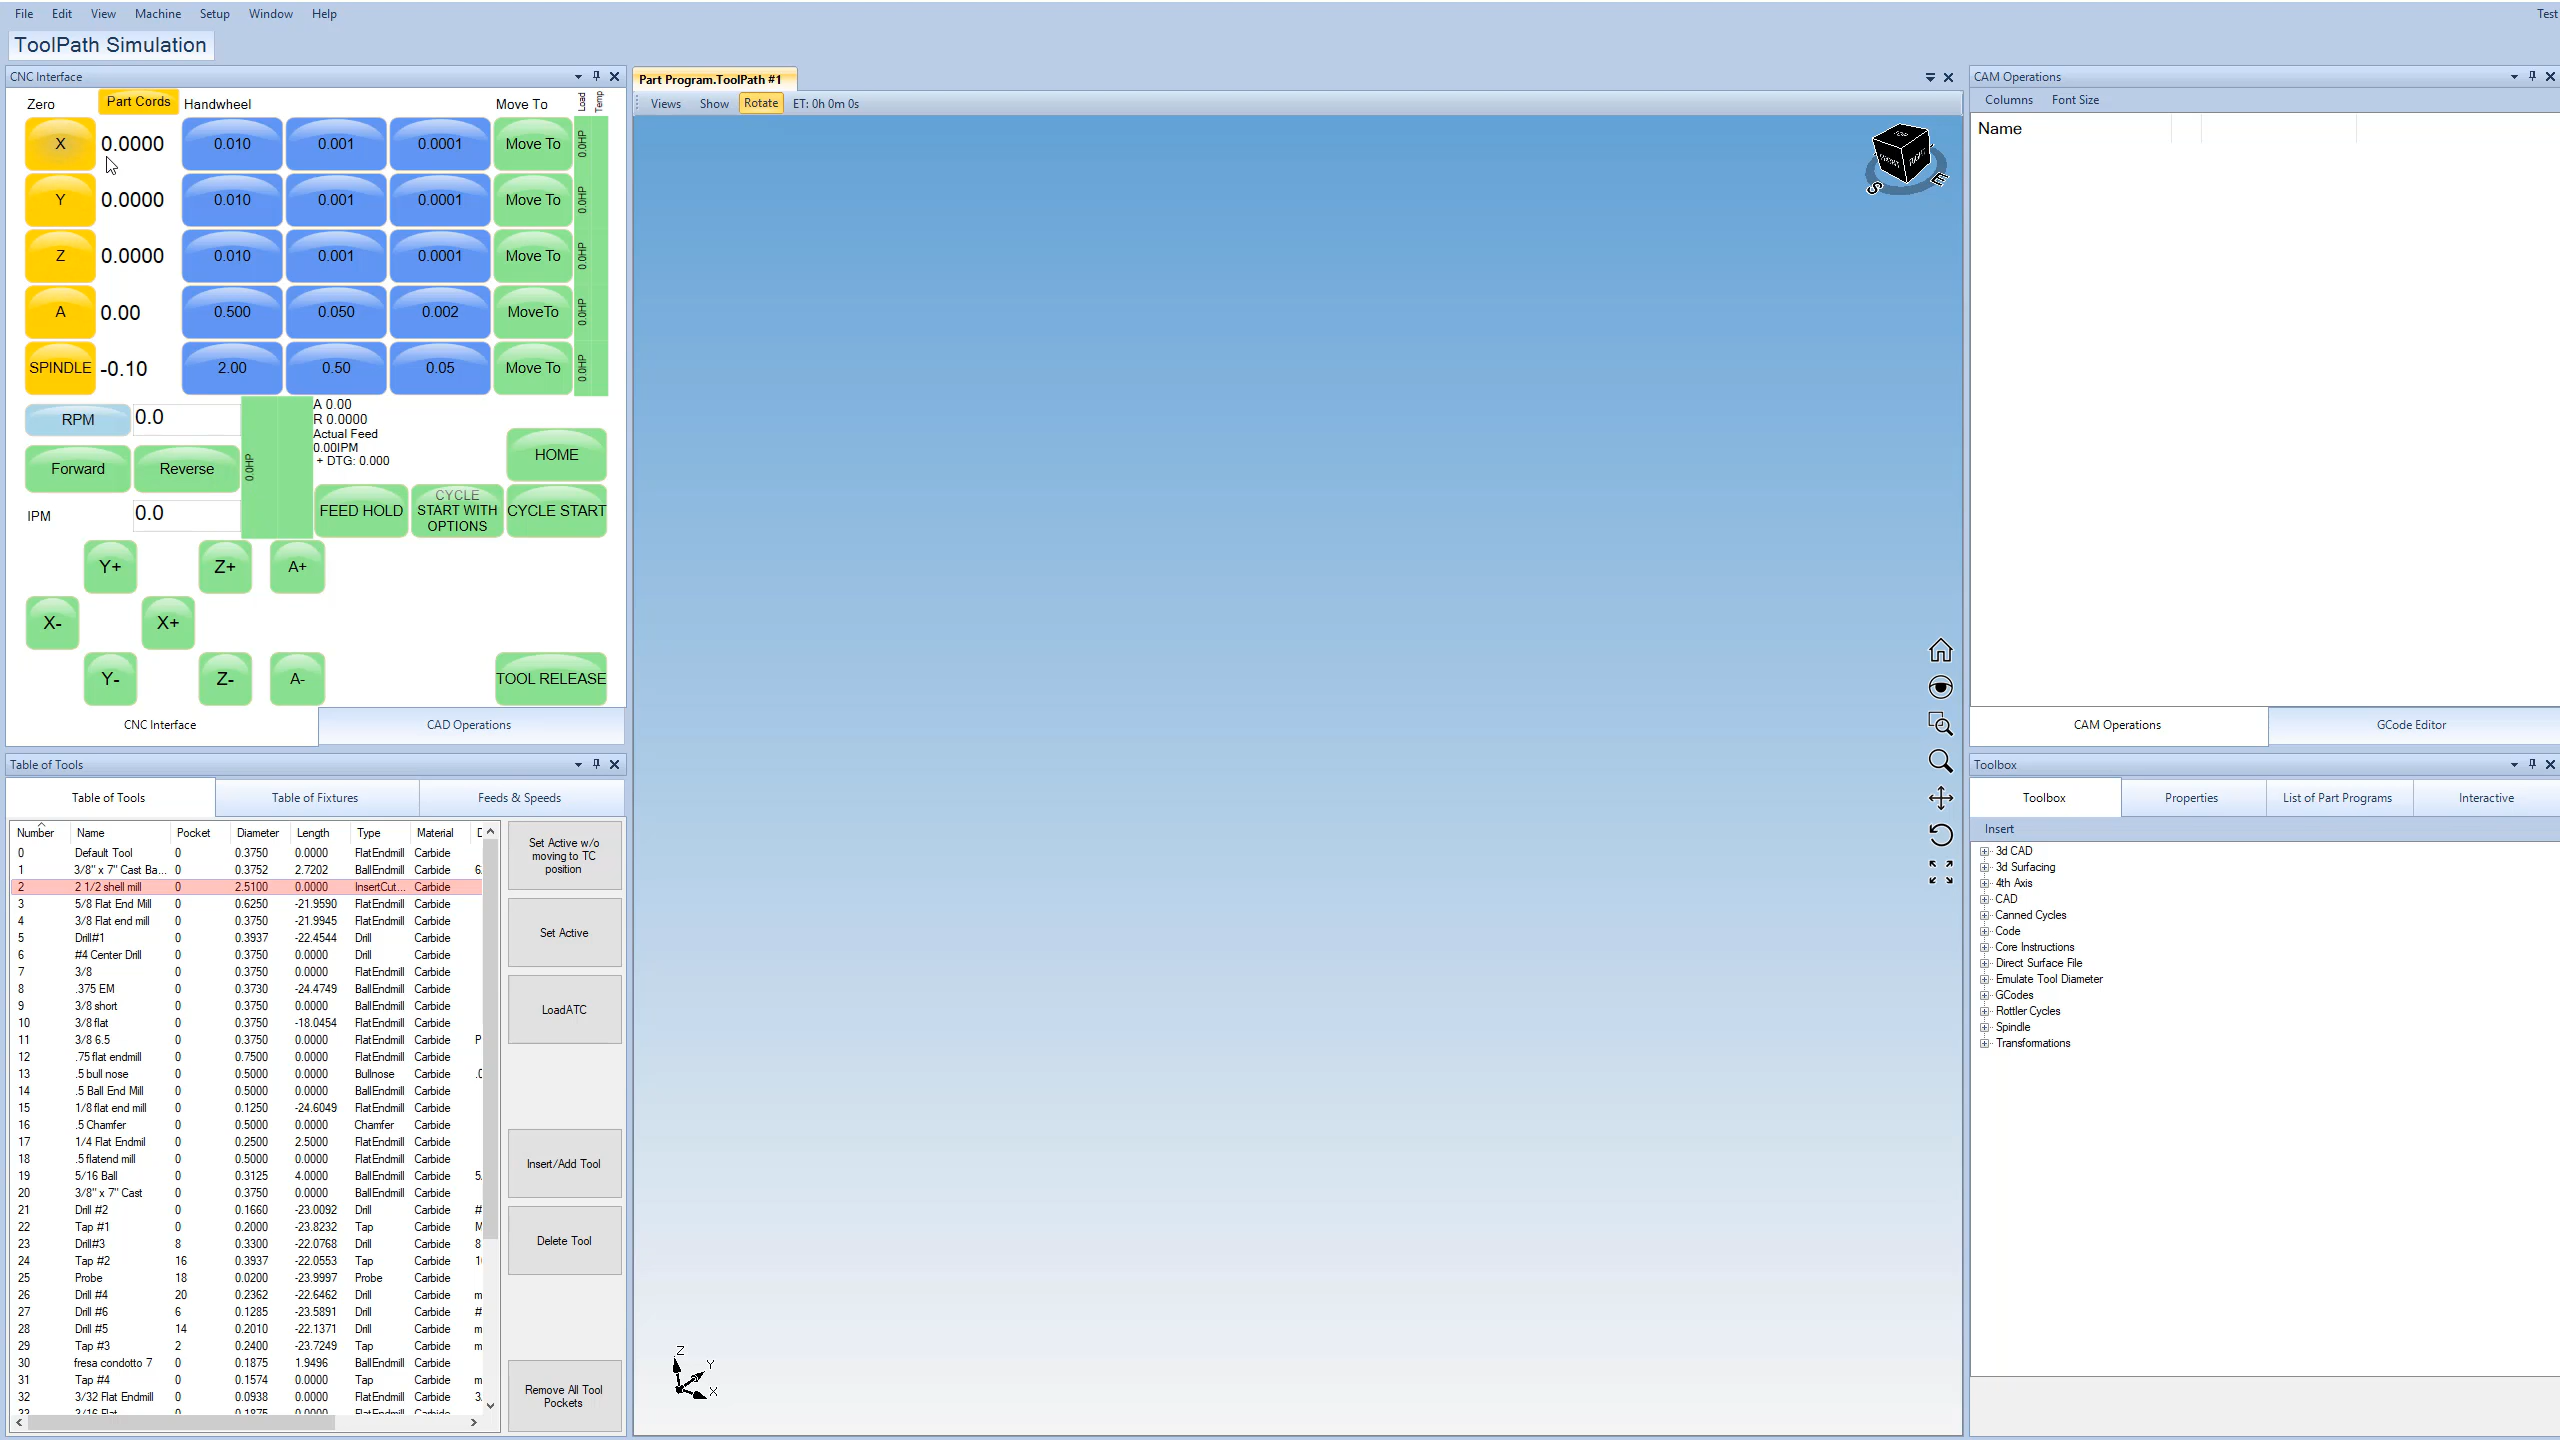 File Edit View Machine Setup Window Help
Test
ToolPath Simulation
CNC Interface
Zero Part Cords Handwheel Move To Load Temp
X 0.0000 0.010 0.001 0.0001 Move To 0.0HP
Y 0.0000 0.010 0.001 0.0001 Move To 0.0HP
Z 0.0000 0.010 0.001 0.0001 Move To 0.0HP
A 0.00 0.500 0.050 0.002 MoveTo 0.0HP
SPINDLE -0.10 2.00 0.50 0.05 Move To 0.0HP
RPM 0.0
Forward Reverse
0.0HP
IPM 0.0
A 0.00
R 0.0000
Actual Feed
0.00IPM
+ DTG: 0.000
HOME
FEED HOLD
CYCLE
START WITH
OPTIONS
CYCLE START
Y+ Z+ A+
X- X+
Y- Z- A-
TOOL RELEASE
CNC Interface CAD Operations
Table of Tools
Table of Tools Table of Fixtures Feeds & Speeds
Number Name Pocket Diameter Length Type Material
0 Default Tool 0 0.3750 0.0000 FlatEndmill Carbide
1 3/8" x 7" Cast Ba... 0 0.3752 2.7202 BallEndmill Carbide 6
2 2 1/2 shell mill 0 2.5100 0.0000 InsertCut... Carbide
3 5/8 Flat End Mill 0 0.6250 -21.9590 FlatEndmill Carbide
4 3/8 Flat end mill 0 0.3750 -21.9945 FlatEndmill Carbide
5 Drill#1 0 0.3937 -22.4544 Drill Carbide
6 #4 Center Drill 0 0.3750 0.0000 Drill Carbide
7 3/8 0 0.3750 0.0000 FlatEndmill Carbide
8 .375 EM 0 0.3730 -24.4749 BallEndmill Carbide
9 3/8 short 0 0.3750 0.0000 BallEndmill Carbide
10 3/8 flat 0 0.3750 -18.0454 FlatEndmill Carbide
11 3/8 6.5 0 0.3750 0.0000 FlatEndmill Carbide P
12 .75 flat endmill 0 0.7500 0.0000 FlatEndmill Carbide
13 .5 bull nose 0 0.5000 0.0000 Bullnose Carbide
14 .5 Ball End Mill 0 0.5000 0.0000 BallEndmill Carbide
15 1/8 flat end mill 0 0.1250 -24.6049 FlatEndmill Carbide
16 .5 Chamfer 0 0.5000 0.0000 Chamfer Carbide
17 1/4 Flat Endmil 0 0.2500 2.5000 FlatEndmill Carbide
18 .5 flatend mill 0 0.5000 0.0000 FlatEndmill Carbide
19 5/16 Ball 0 0.3125 4.0000 BallEndmill Carbide 5
20 3/8" x 7" Cast 0 0.3750 0.0000 BallEndmill Carbide
21 Drill #2 0 0.1660 -23.0092 Drill Carbide #
22 Tap #1 0 0.2000 -23.8232 Tap Carbide M
23 Drill#3 8 0.3300 -22.0768 Drill Carbide 8
24 Tap #2 16 0.3937 -22.0553 Tap Carbide 1
25 Probe 18 0.0200 -23.9997 Probe Carbide
26 Drill #4 20 0.2362 -22.6462 Drill Carbide m
27 Drill #6 6 0.1285 -23.5891 Drill Carbide #
28 Drill #5 14 0.2010 -22.1371 Drill Carbide m
29 Tap #3 2 0.2400 -23.7249 Tap Carbide m
30 fresa condotto 7 0 0.1875 1.9496 BallEndmill Carbide
31 Tap #4 0 0.1574 0.0000 Tap Carbide m
32 3/32 Flat Endmill 0 0.0938 0.0000 FlatEndmill Carbide 3
Set Active w/o
moving to TC
position
Set Active
LoadATC
Insert/Add Tool
Delete Tool
Remove All Tool
Pockets
Part Program.ToolPath #1
Views Show Rotate ET: 0h 0m 0s
TOP
RIGHT
S E
Z
Y
X
CAM Operations
Columns Font Size
Name
CAM Operations GCode Editor
Toolbox
Toolbox Properties List of Part Programs Interactive
Insert
3d CAD
3d Surfacing
4th Axis
CAD
Canned Cycles
Code
Core Instructions
Direct Surface File
Emulate Tool Diameter
GCodes
Rottler Cycles
Spindle
Transformations